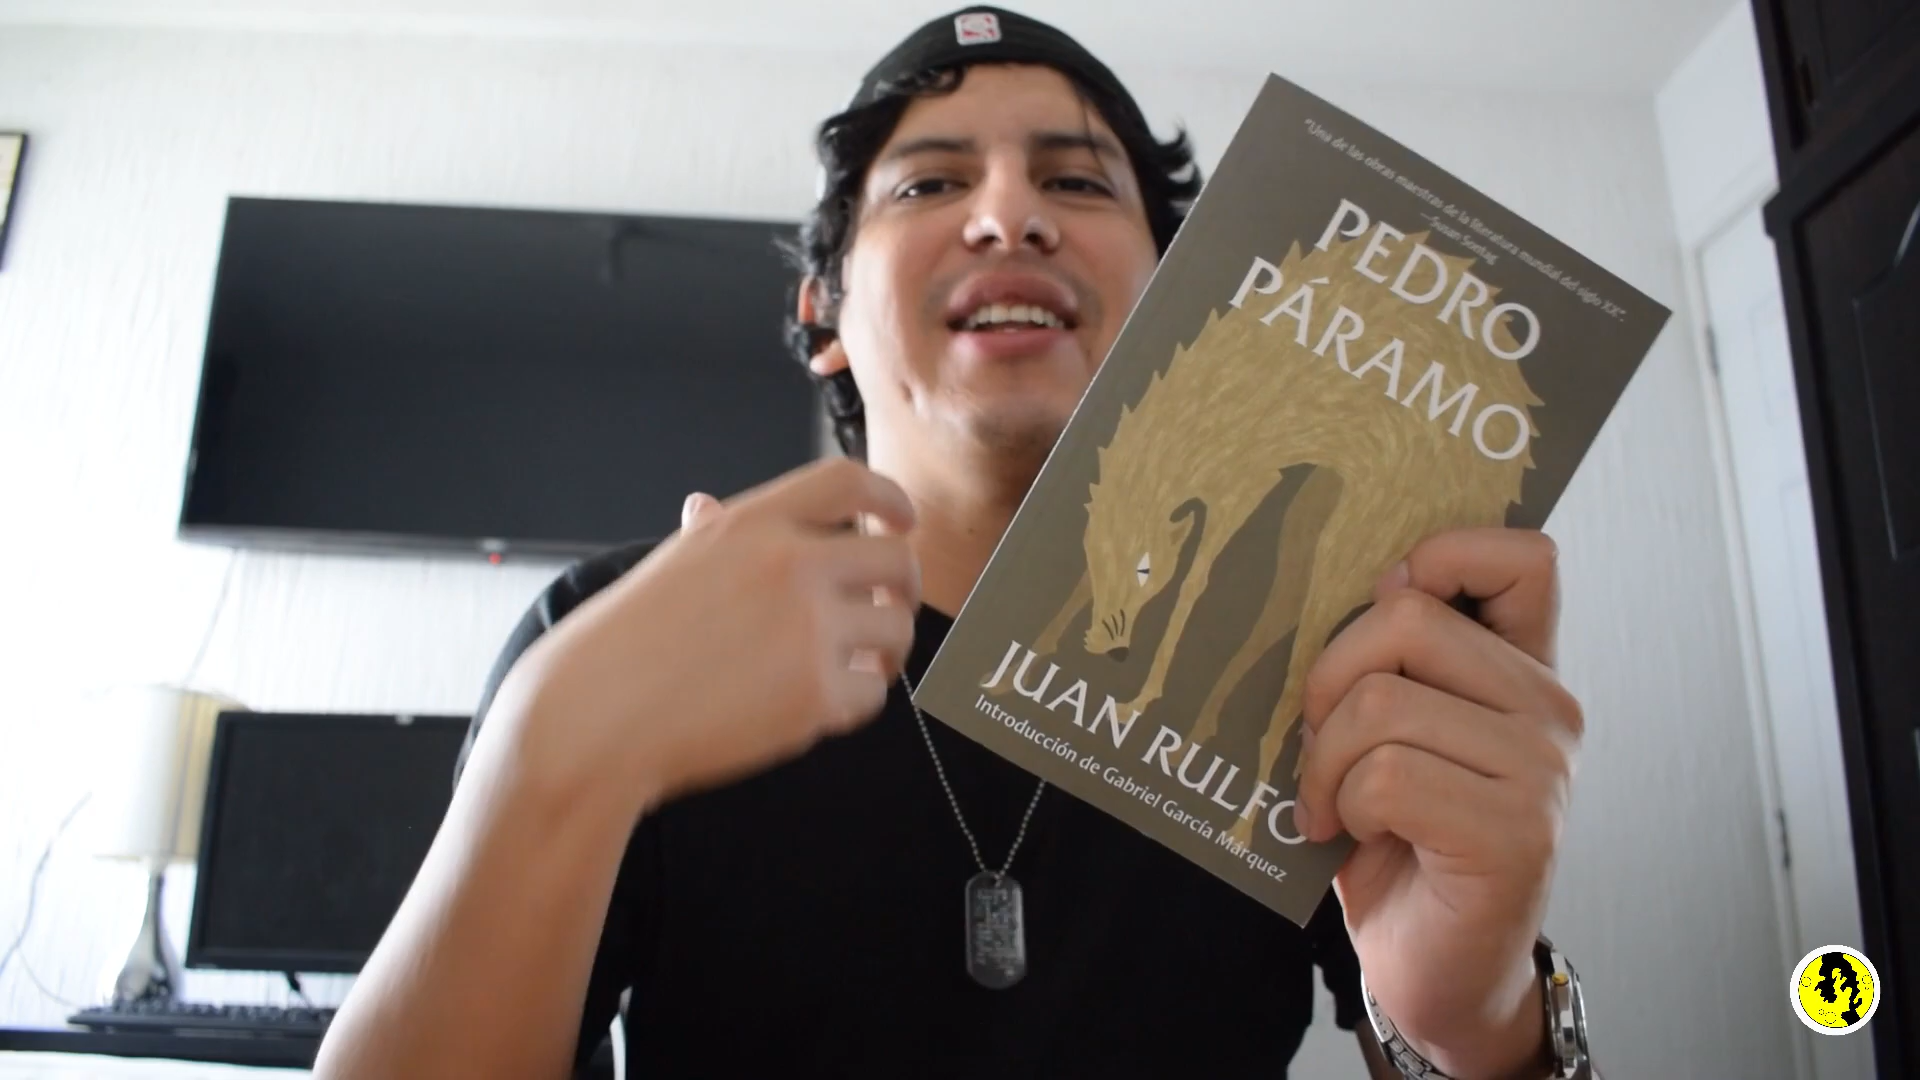 "Una de las obras maestras de la literatura mundial del siglo XX".
—Susan Sontag
PEDRO
PÁRAMO
JUAN RULFO
Introducción de Gabriel García Márquez